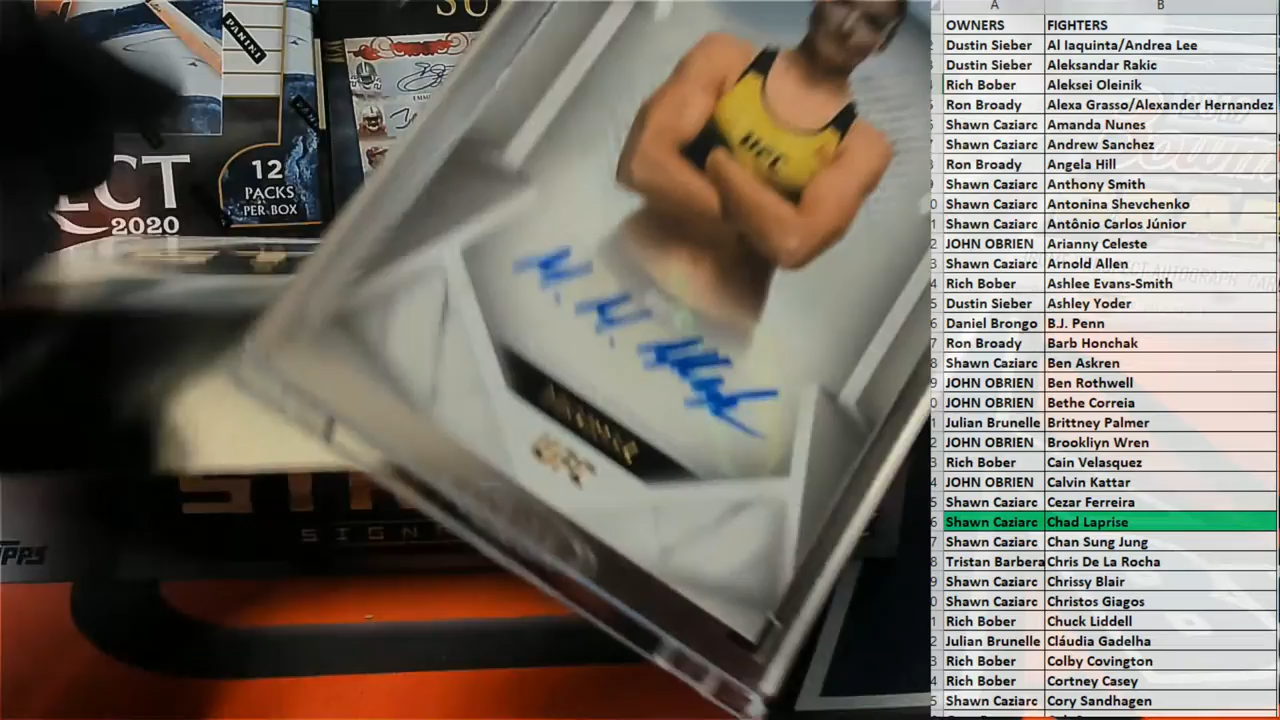 PANINI
CT
2020
12
PACKS
PER BOX
SU
UFC
UFC
SIGN
TOPPS
A B
OWNERS FIGHTERS
Dustin Sieber Al Iaquinta/Andrea Lee
Dustin Sieber Aleksandar Rakic
Rich Bober Aleksei Oleinik
Ron Broady Alexa Grasso/Alexander Hernandez
Shawn Caziarc Amanda Nunes
Shawn Caziarc Andrew Sanchez
Ron Broady Angela Hill
Shawn Caziarc Anthony Smith
Shawn Caziarc Antonina Shevchenko
Shawn Caziarc Antônio Carlos Júnior
JOHN OBRIEN Arianny Celeste
Shawn Caziarc Arnold Allen
Rich Bober Ashlee Evans-Smith
Dustin Sieber Ashley Yoder
Daniel Brongo B.J. Penn
Ron Broady Barb Honchak
Shawn Caziarc Ben Askren
JOHN OBRIEN Ben Rothwell
JOHN OBRIEN Bethe Correia
Julian Brunelle Brittney Palmer
JOHN OBRIEN Brookliyn Wren
Rich Bober Cain Velasquez
JOHN OBRIEN Calvin Kattar
Shawn Caziarc Cezar Ferreira
Shawn Caziarc Chad Laprise
Shawn Caziarc Chan Sung Jung
Tristan Barbera Chris De La Rocha
Shawn Caziarc Chrissy Blair
Shawn Caziarc Christos Giagos
Rich Bober Chuck Liddell
Julian Brunelle Cláudia Gadelha
Rich Bober Colby Covington
Rich Bober Cortney Casey
Shawn Caziarc Cory Sandhagen